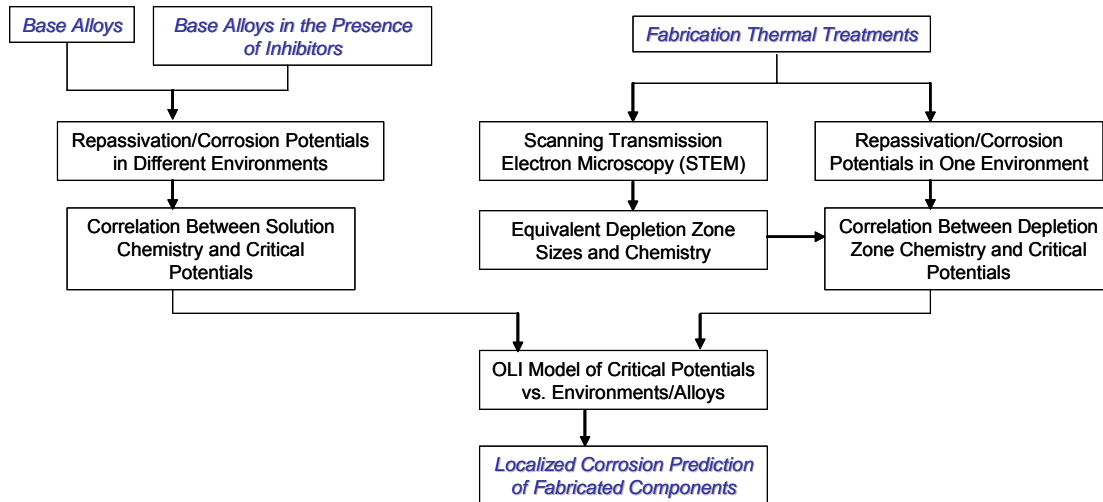 Base Alloys
Base Alloys in the Presence
of Inhibitors
Fabrication Thermal Treatments
Repassivation/Corrosion Potentials
in Different Environments
Scanning Transmission
Electron Microscopy (STEM)
Repassivation/Corrosion
Potentials in One Environment
Correlation Between Solution
Chemistry and Critical
Potentials
Equivalent Depletion Zone
Sizes and Chemistry
Correlation Between Depletion
Zone Chemistry and Critical
Potentials
OLI Model of Critical Potentials
vs. Environments/Alloys
Localized Corrosion Prediction
of Fabricated Components